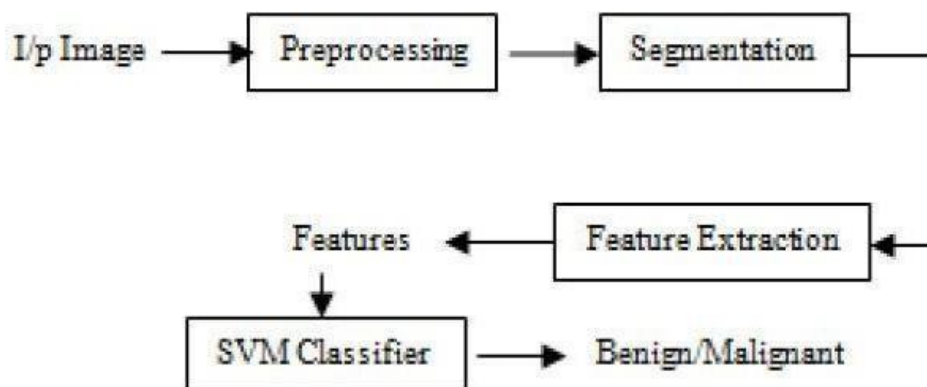 I/p Image
Preprocessing
Segmentation
Feature Extraction
Features
SVM Classifier
Benign/Malignant